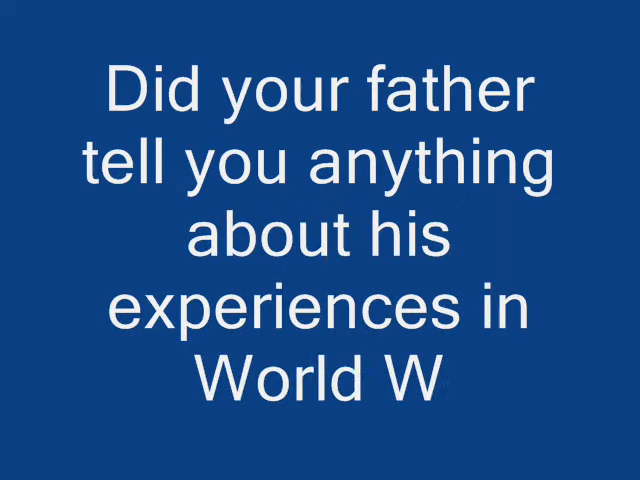 Did your father
tell you anything
about his
experiences in
World W